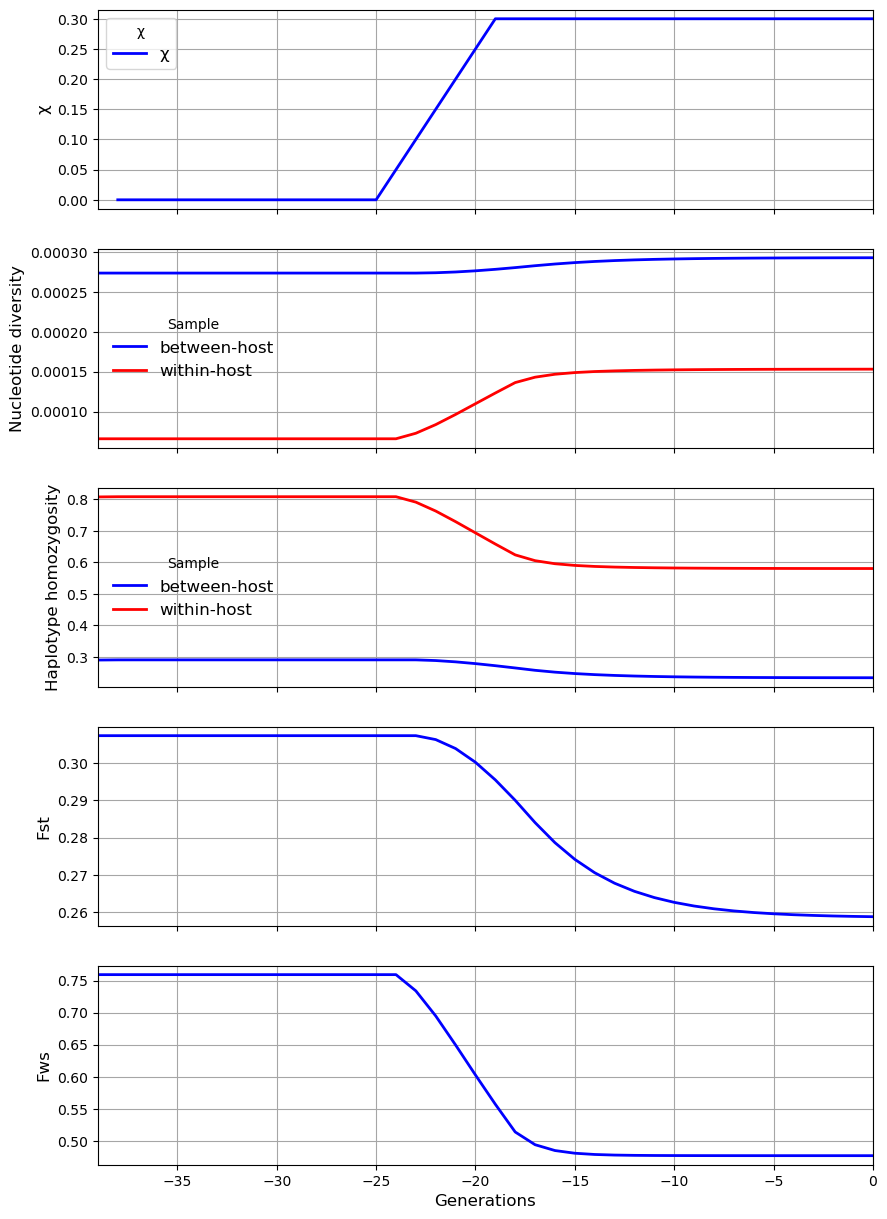 χ
0.30
0.25
0.20
0.15
0.10
0.05
0.00
χ
χ
Nucleotide diversity
0.00030
0.00025
0.00020
0.00015
0.00010
Sample
between-host
within-host
Haplotype homozygosity
0.8
0.7
0.6
0.5
0.4
0.3
Sample
between-host
within-host
Fst
0.30
0.29
0.28
0.27
0.26
Fws
0.75
0.70
0.65
0.60
0.55
0.50
−35 −30 −25 −20 −15 −10 −5 0
Generations